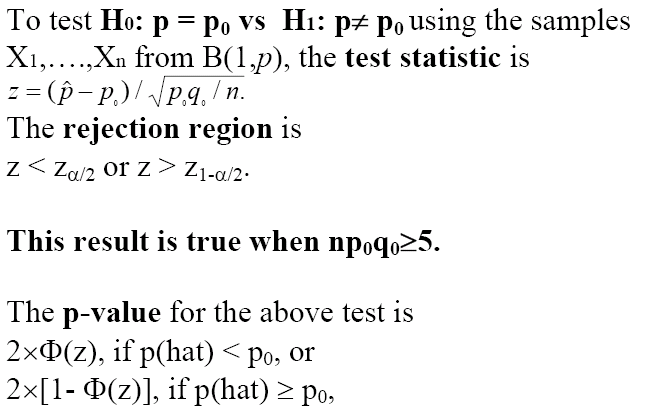 To test H0: p = p₀ vs H1: p≠ p₀ using the samples
X1,….,Xn from B(1,p), the test statistic is
z = (p̂ − p₀) / √p₀q₀ / n.
The rejection region is
z < zα/2 or z > z1-α/2.
This result is true when np₀q₀≥5.
The p-value for the above test is
2×Φ(z), if p(hat) < p₀, or
2×[1- Φ(z)], if p(hat) ≥ p₀,